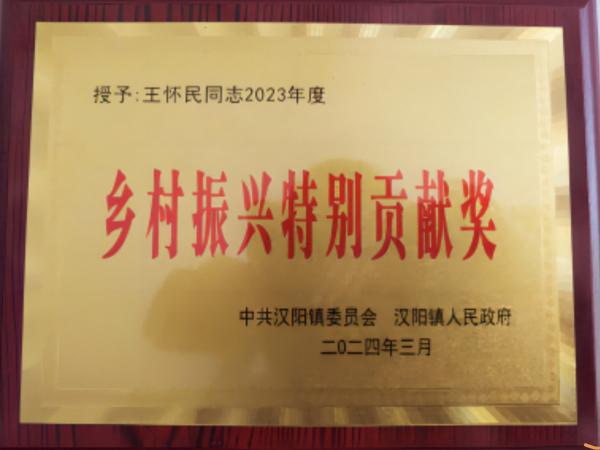 授予:王怀民同志2023年度
乡村振兴特别贡献奖
中共汉阳镇委员会 汉阳镇人民政府
二0二四年三月